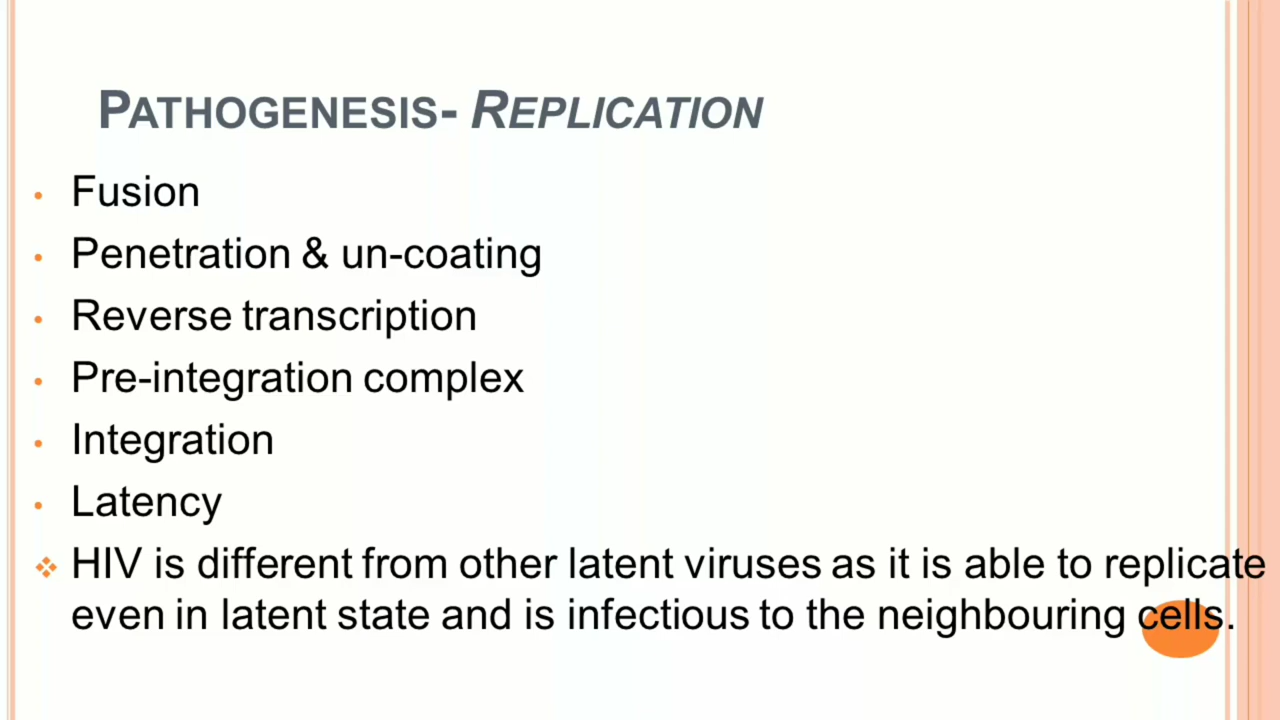 PATHOGENESIS- REPLICATION
• Fusion
• Penetration & un-coating
• Reverse transcription
• Pre-integration complex
• Integration
• Latency
❖ HIV is different from other latent viruses as it is able to replicate
even in latent state and is infectious to the neighbouring cells.